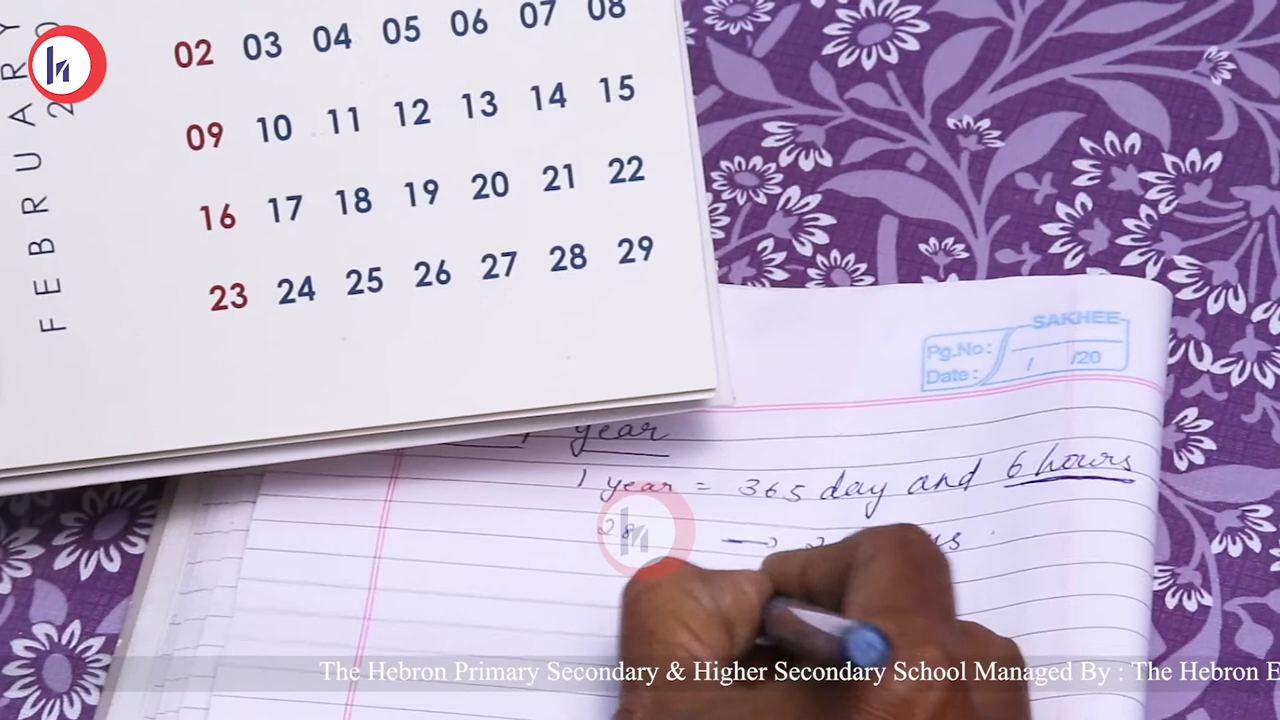 FEBRUARY
02 03 04 05 06 07 08
09 10 11 12 13 14 15
16 17 18 19 20 21 22
23 24 25 26 27 28 29
SAKHEE
Pg.No:
Date: / /20
year
1 year = 365 day and 6 hours
28
The Hebron Primary Secondary & Higher Secondary School Managed By : The Hebron E